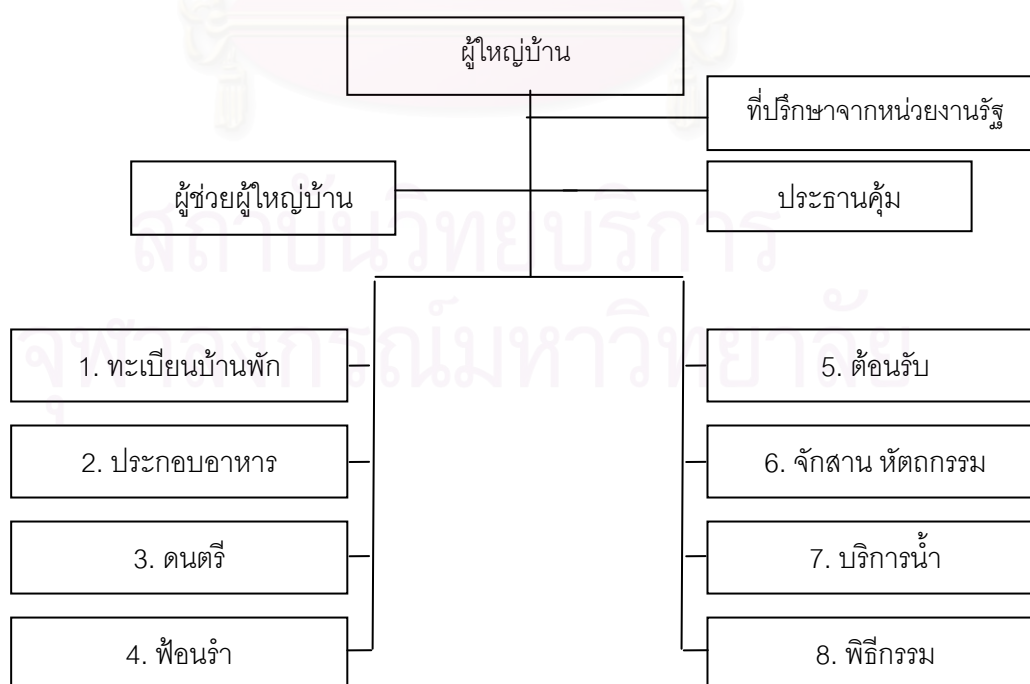 ผู้ใหญ่บ้าน
ที่ปรึกษาจากหน่วยงานรัฐ
ผู้ช่วยผู้ใหญ่บ้าน
ประธานคุ้ม
สถาบันวิทยบริการ
จุฬาลงกรณ์มหาวิทยาลัย
1. ทะเบียนบ้านพัก
5. ต้อนรับ
2. ประกอบอาหาร
6. จักสาน หัตถกรรม
3. ดนตรี
7. บริการน้ำ
4. ฟ้อนรำ
8. พิธีกรรม